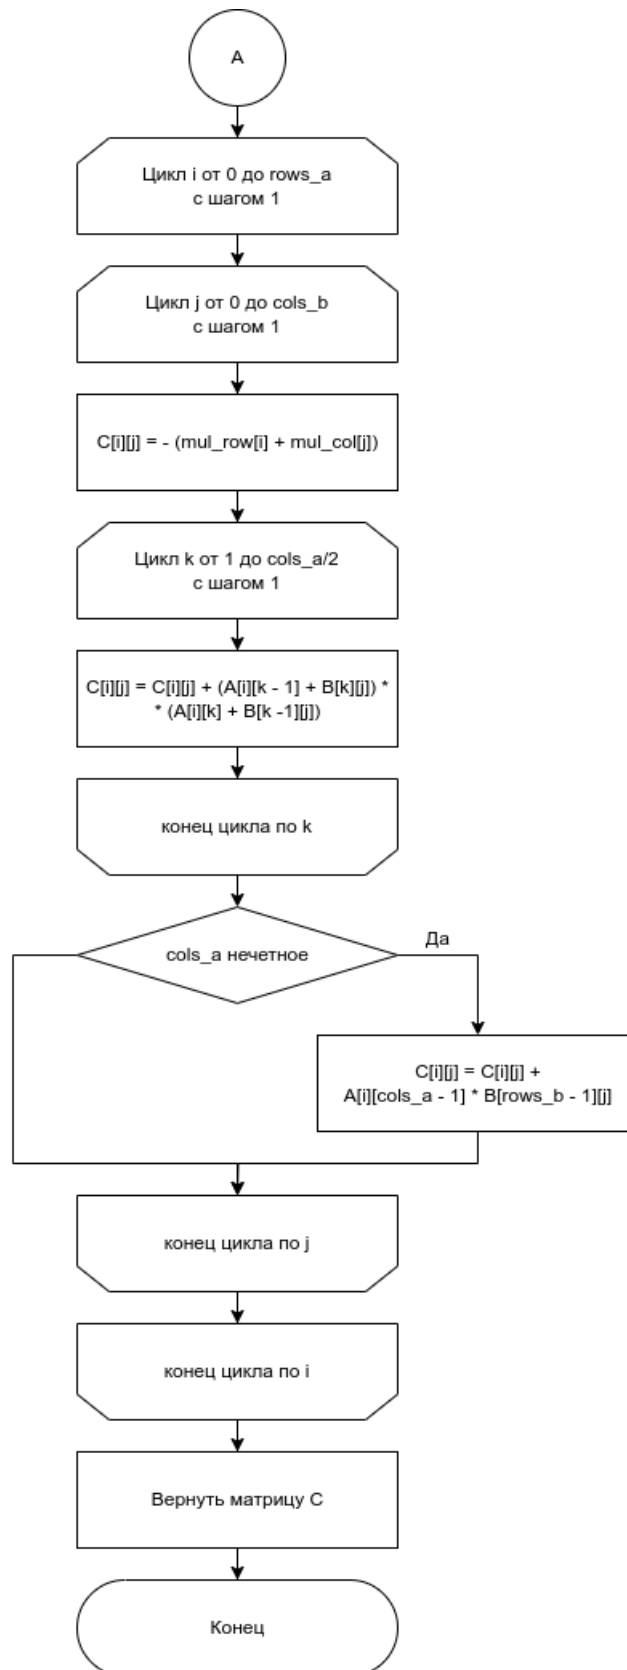 A
Цикл i от 0 до rows_a
с шагом 1
Цикл j от 0 до cols_b
с шагом 1
C[i][j] = - (mul_row[i] + mul_col[j])
Цикл k от 1 до cols_a/2
с шагом 1
C[i][j] = C[i][j] + (A[i][k - 1] + B[k][j]) *
* (A[i][k] + B[k -1][j])
конец цикла по k
cols_a нечетное
Да
C[i][j] = C[i][j] +
A[i][cols_a - 1] * B[rows_b - 1][j]
конец цикла по j
конец цикла по i
Вернуть матрицу C
Конец